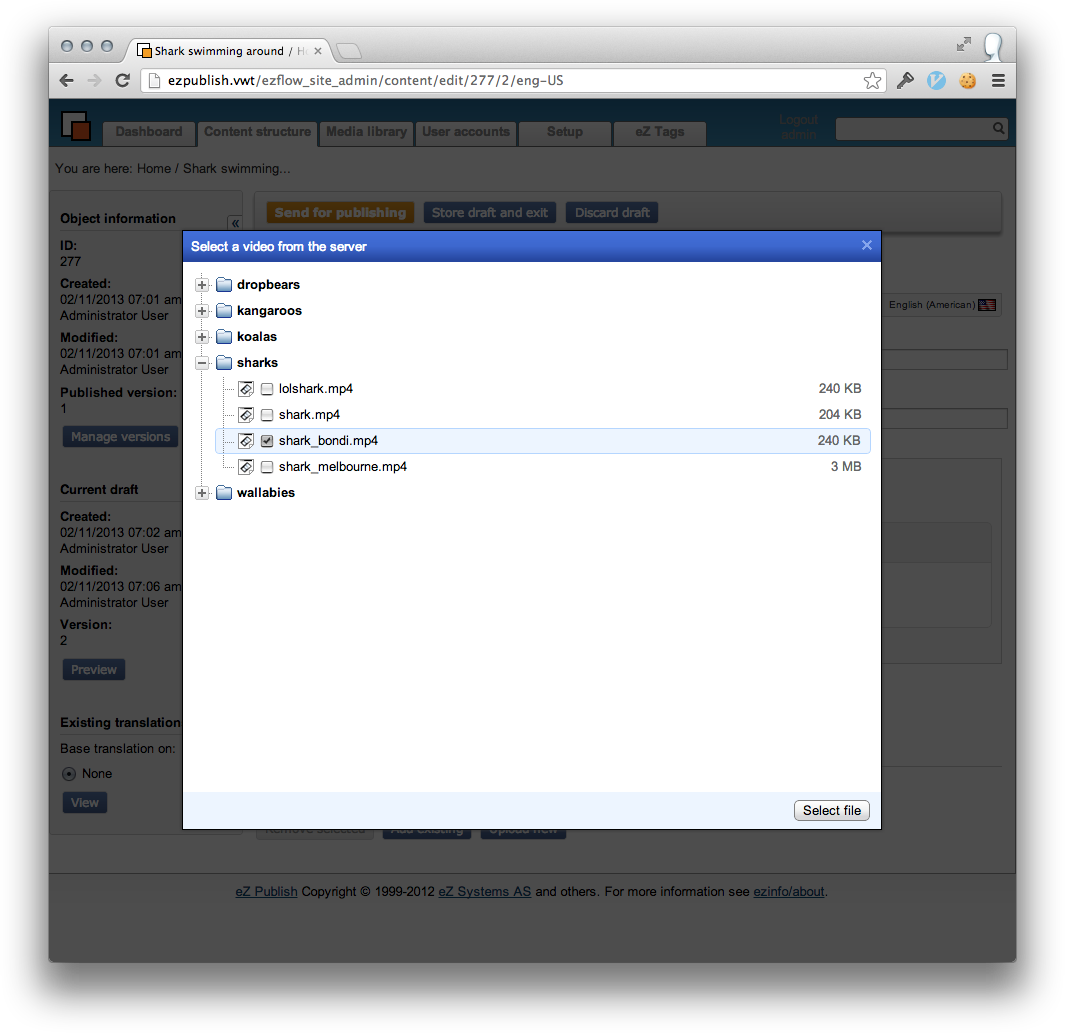 Shark swimming around / H
ezpublish.vwt/ezflow_site_admin/content/edit/277/2/eng-US
Dashboard
Content structure
Media library
User accounts
Setup
eZ Tags
Logout
admin
You are here: Home / Shark swimming...
Object information
«
ID:
277
Created:
02/11/2013 07:01 am
Administrator User
Modified:
02/11/2013 07:01 am
Administrator User
Published version:
1
Manage versions
Current draft
Created:
02/11/2013 07:02 am
Administrator User
Modified:
02/11/2013 07:06 am
Administrator User
Version:
2
Preview
Existing translation
Base translation on:
None
View
Send for publishing
Store draft and exit
Discard draft
English (American)
Select a video from the server
dropbears
kangaroos
koalas
sharks
lolshark.mp4 240 KB
shark.mp4 204 KB
shark_bondi.mp4 240 KB
shark_melbourne.mp4 3 MB
wallabies
Select file
Remove selected
Add existing
Upload new
eZ Publish Copyright © 1999-2012 eZ Systems AS and others. For more information see ezinfo/about.